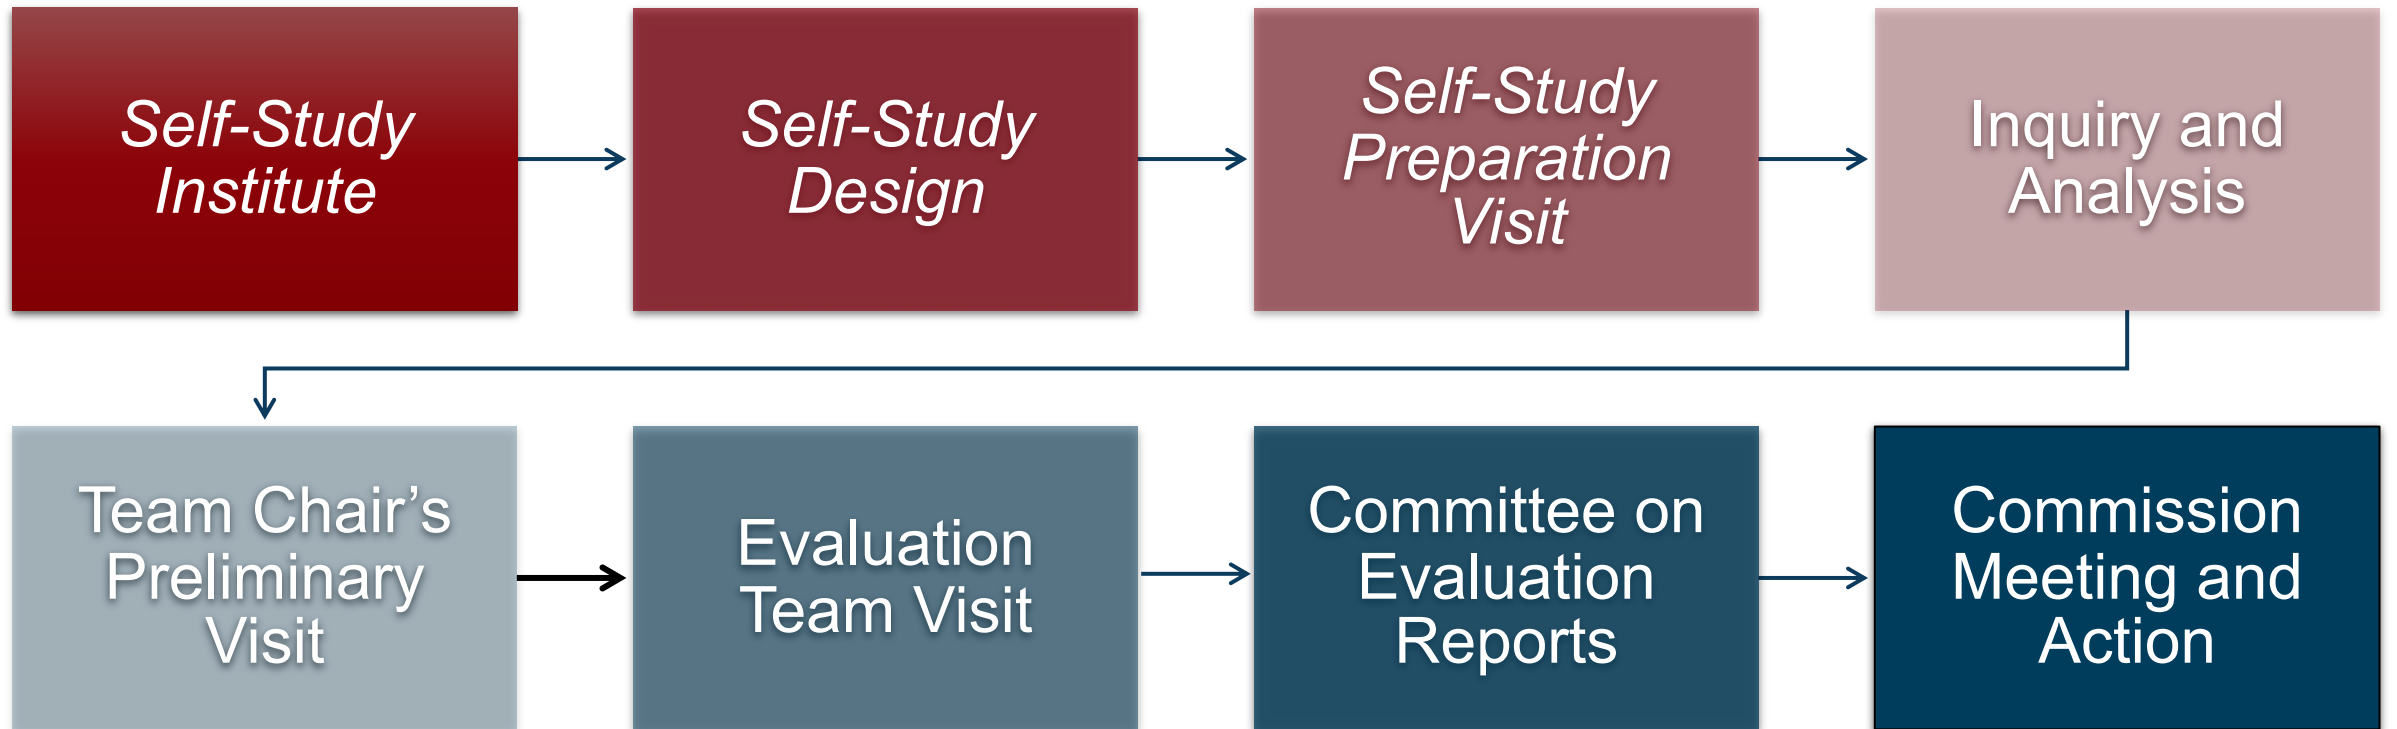 Self-Study
Institute
Self-Study
Design
Self-Study
Preparation
Visit
Inquiry and
Analysis
Team Chair’s
Preliminary
Visit
Evaluation
Team Visit
Committee on
Evaluation
Reports
Commission
Meeting and
Action